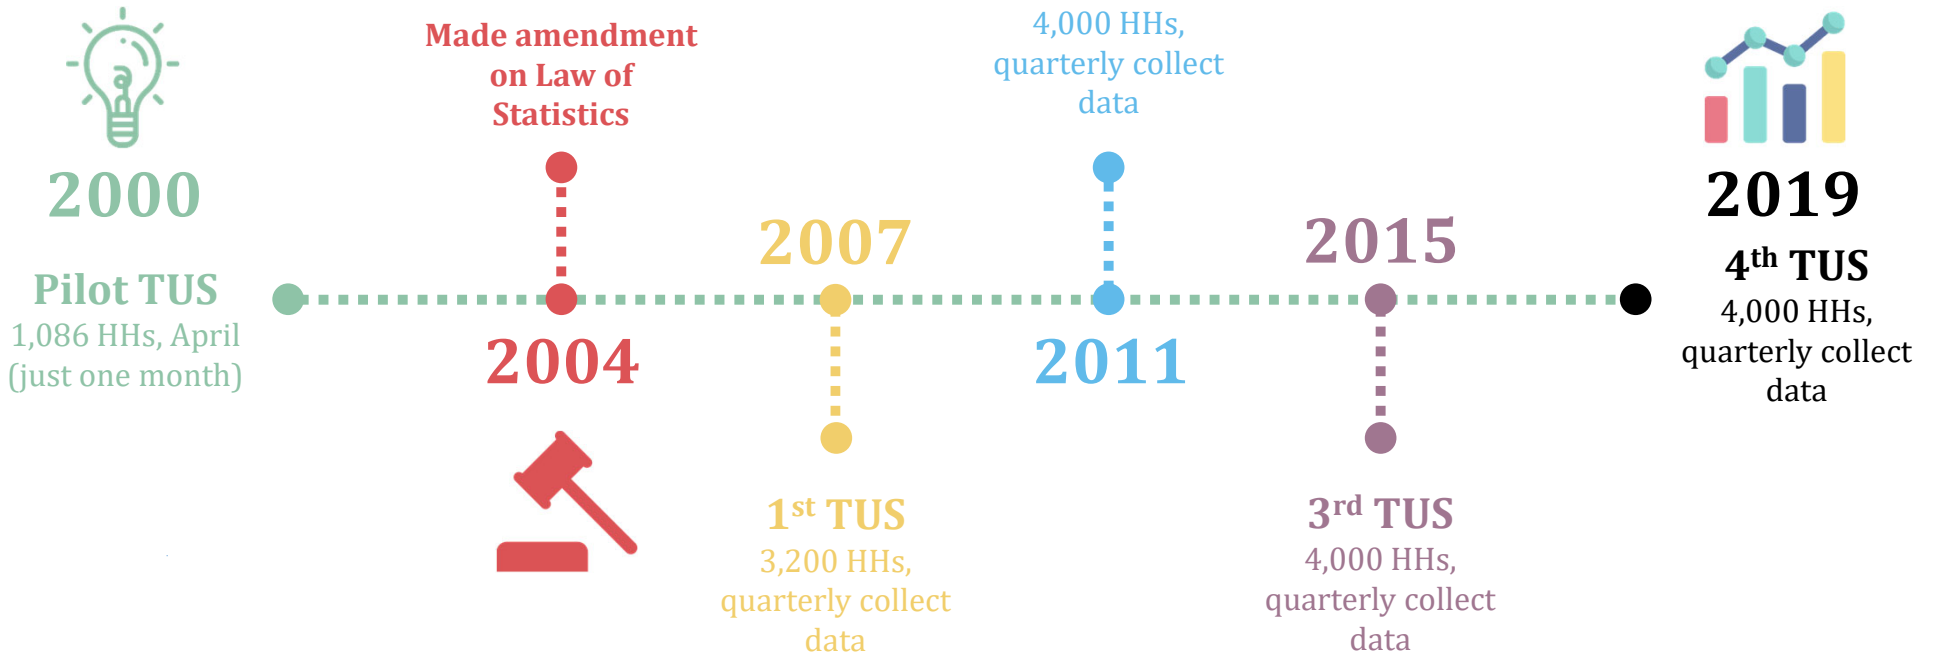 2000
Pilot TUS
1,086 HHs, April
(just one month)
Made amendment
on Law of
Statistics
2004
2007
1st TUS
3,200 HHs,
quarterly collect
data
4,000 HHs,
quarterly collect
data
2011
2015
3rd TUS
4,000 HHs,
quarterly collect
data
2019
4th TUS
4,000 HHs,
quarterly collect
data